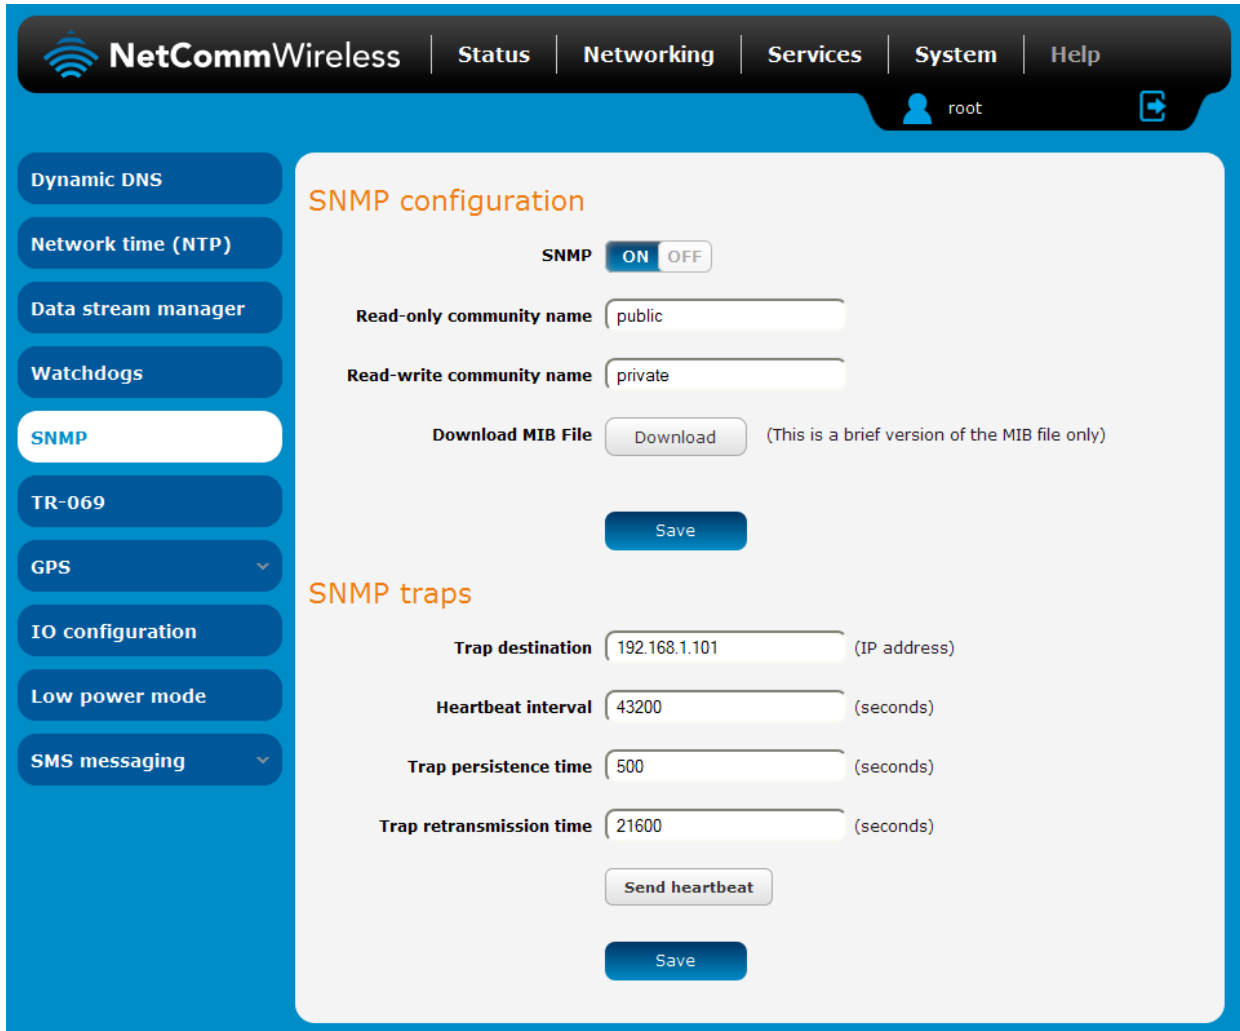 NetCommWireless Status Networking Services System Help
root
Dynamic DNS
Network time (NTP)
Data stream manager
Watchdogs
SNMP
TR-069
GPS
IO configuration
Low power mode
SMS messaging
SNMP configuration
SNMP ON OFF
Read-only community name public
Read-write community name private
Download MIB File Download (This is a brief version of the MIB file only)
Save
SNMP traps
Trap destination 192.168.1.101 (IP address)
Heartbeat interval 43200 (seconds)
Trap persistence time 500 (seconds)
Trap retransmission time 21600 (seconds)
Send heartbeat
Save